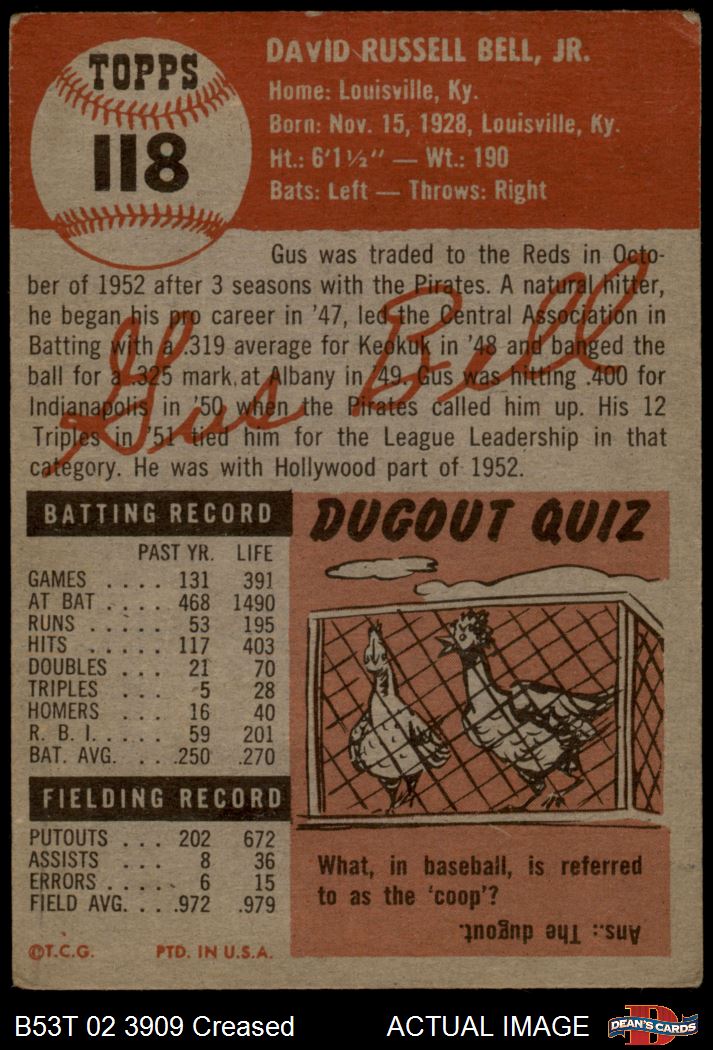 TOPPS
118
DAVID RUSSELL BELL, JR.
Home: Louisville, Ky.
Born: Nov. 15, 1928, Louisville, Ky.
Ht.: 6'1½" — Wt.: 190
Bats: Left — Throws: Right
Gus was traded to the Reds in Octo-
ber of 1952 after 3 seasons with the Pirates. A natural hitter,
he began his pro career in '47, led the Central Association in
Batting with a .319 average for Keokuk in '48 and banged the
ball for a .325 mark at Albany in '49. Gus was hitting .400 for
Indianapolis in '50 when the Pirates called him up. His 12
Triples in '51 tied him for the League Leadership in that
category. He was with Hollywood part of 1952.
Gus Bell
BATTING RECORD
PAST YR. LIFE
GAMES .... 131 391
AT BAT .... 468 1490
RUNS ..... 53 195
HITS ..... 117 403
DOUBLES ... 21 70
TRIPLES ... 5 28
HOMERS ... 16 40
R. B. I. .... 59 201
BAT. AVG. ... .250 .270
FIELDING RECORD
PUTOUTS ... 202 672
ASSISTS ... 8 36
ERRORS .... 6 15
FIELD AVG. ... .972 .979
©T.C.G. PTD. IN U.S.A.
DUGOUT QUIZ
What, in baseball, is referred
to as the 'coop'?
Ans.: The dugout.
B53T 02 3909 Creased ACTUAL IMAGE
DEAN'S CARDS